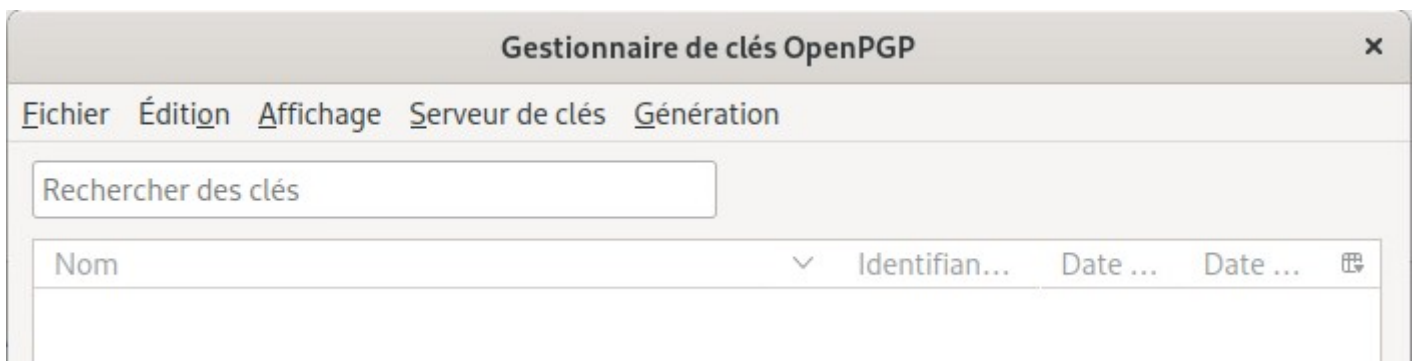 Gestionnaire de clés OpenPGP
Fichier Édition Affichage Serveur de clés Génération
Rechercher des clés
Nom Identifian... Date ... Date ...